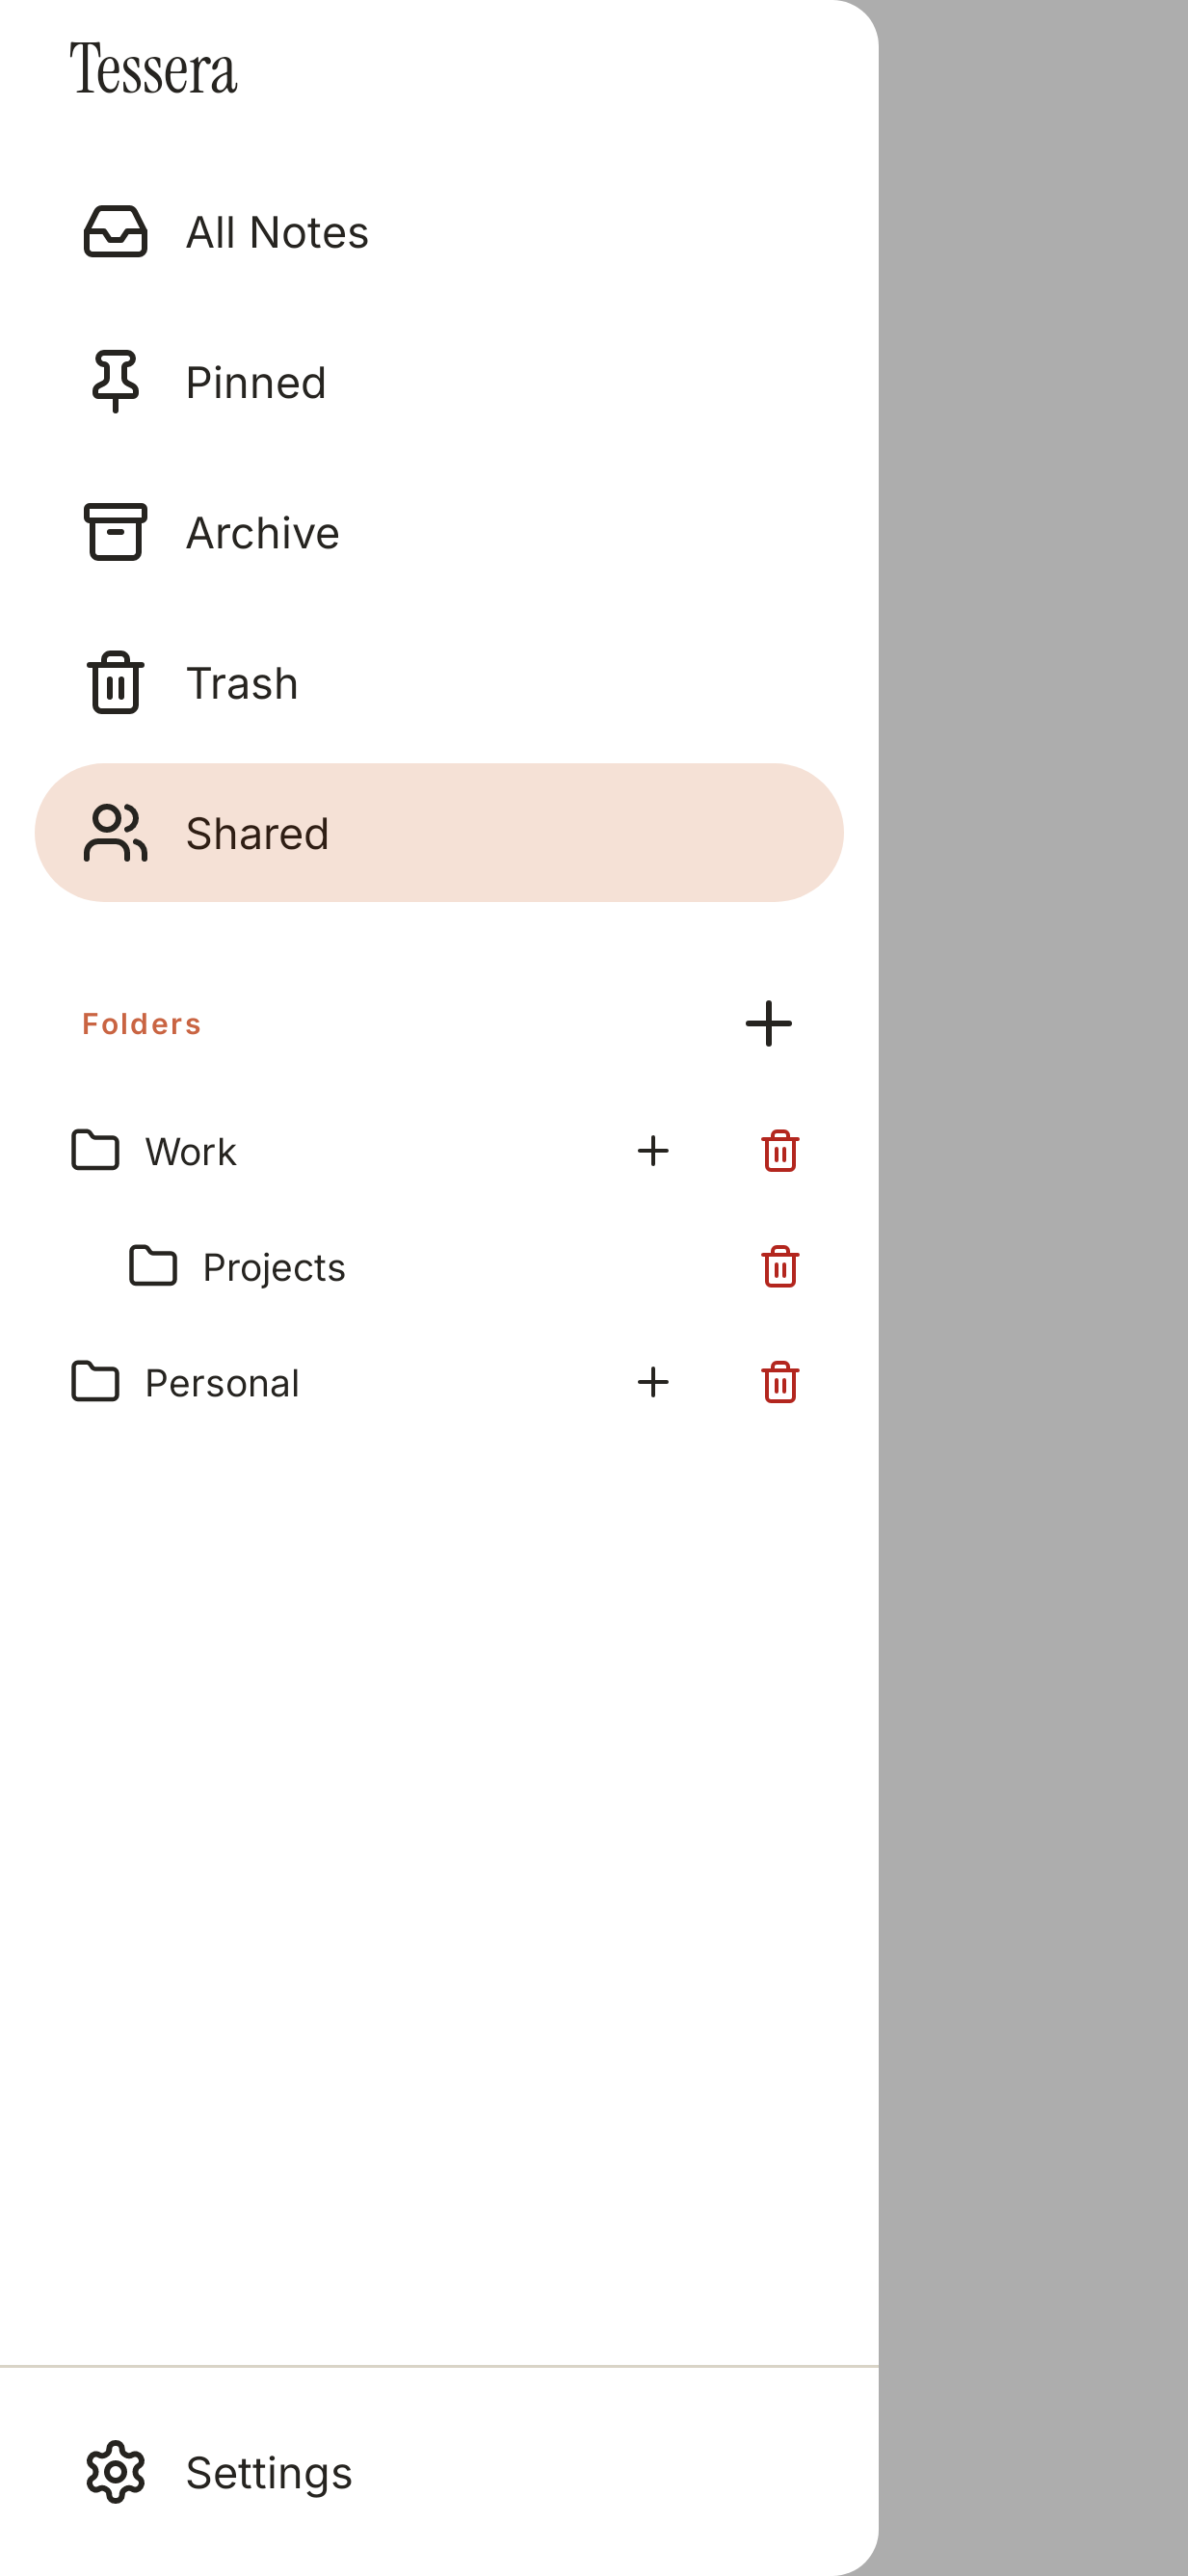 Tessera
All Notes
Pinned
Archive
Trash
Shared
Folders
Work
Projects
Personal
Settings